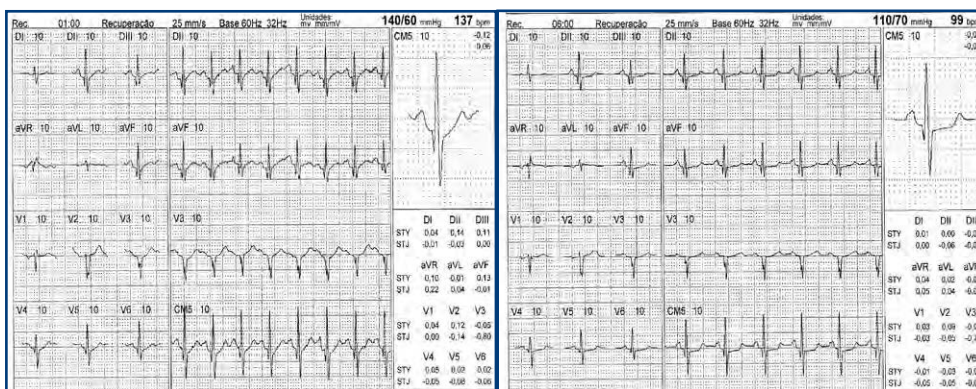 Rec. 01:00 Recuperação 25 mm/s Base 60Hz 32Hz Unidades: mv mm/mV 140/60 mmHg 137 bpm
DI 10 DII 10 DIII 10 DII 10 CM5 10 -0,12
0,06
aVR 10 aVL 10 aVF 10 aVF 10
V1 10 V2 10 V3 10 V3 10
DI DII DIII
STY 0,04 0,14 0,11
STJ -0,01 -0,03 0,00
aVR aVL aVF
STY 0,10 0,01 0,13
STJ 0,22 0,04 -0,01
V4 10 V5 10 V6 10 CM5 10
V1 V2 V3
STY 0,04 0,12 -0,05
STJ 0,00 -0,14 -0,80
V4 V5 V6
STY 0,05 0,02 0,02
STJ -0,05 -0,08 -0,06
Rec. 06:00 Recuperação 25 mm/s Base 60Hz 32Hz Unidades: mv mm/mV 110/70 mmHg 99
DI 10 DII 10 DIII 10 DII 10 CM5 10
aVR 10 aVL 10 aVF 10 aVF 10
V1 10 V2 10 V3 10 V3 10
DI DII
STY 0,01 0,09
STJ 0,00 -0,06
aVR aVL
STY 0,04 0,02
STJ 0,05 0,04
V4 10 V5 10 V6 10 CM5 10
V1 V2 V3
STY 0,03 0,09
STJ -0,03 -0,05
V4 V5 V6
STY -0,01 -0,03
STJ -0,05 -0,05